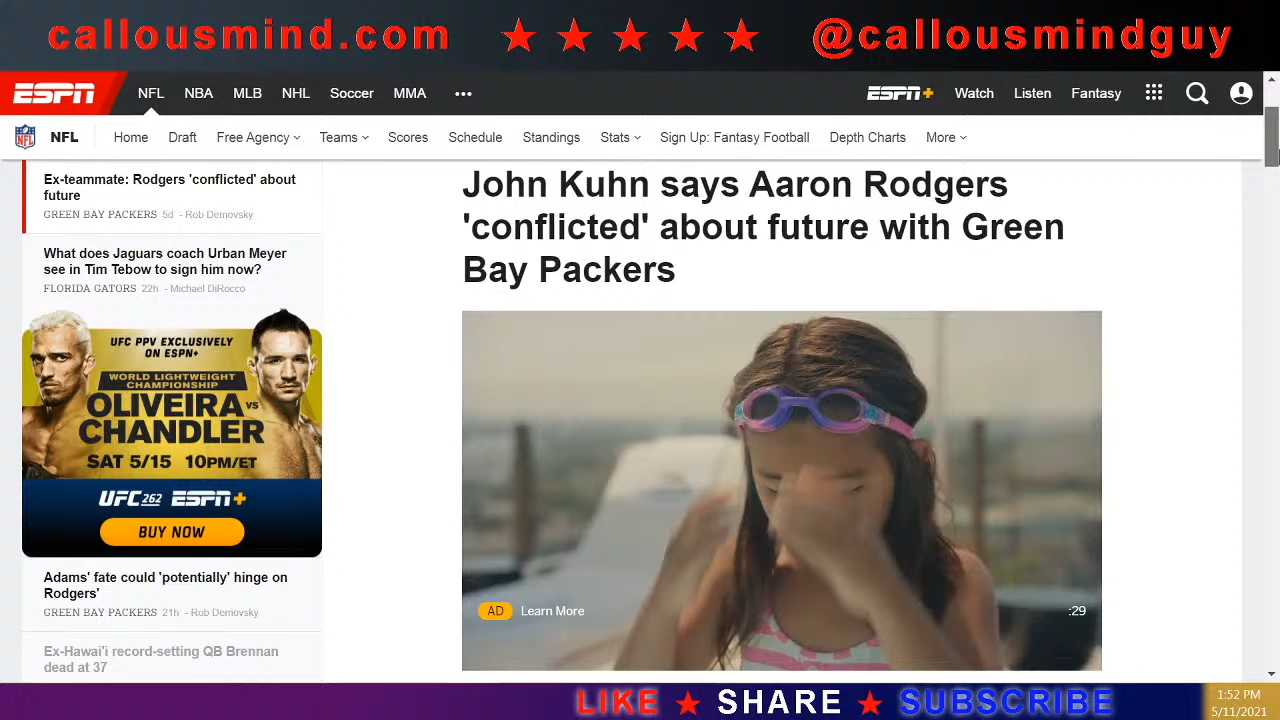 callousmind.com ★ ★ ★ ★ ★ @callousmindguy
ESPN NFL NBA MLB NHL Soccer MMA ••• ESPN+ Watch Listen Fantasy
NFL NFL Home Draft Free Agency Teams Scores Schedule Standings Stats Sign Up: Fantasy Football Depth Charts More
Ex-teammate: Rodgers 'conflicted' about
future
GREEN BAY PACKERS 5d - Rob Demovsky
What does Jaguars coach Urban Meyer
see in Tim Tebow to sign him now?
FLORIDA GATORS 22h - Michael DiRocco
UFC PPV EXCLUSIVELY
ON ESPN+
WORLD LIGHTWEIGHT
CHAMPIONSHIP
OLIVEIRA VS
CHANDLER
SAT 5/15 10PM/ET
UFC 262 ESPN+
BUY NOW
Adams' fate could 'potentially' hinge on
Rodgers'
GREEN BAY PACKERS 21h - Rob Demovsky
Ex-Hawai'i record-setting QB Brennan
dead at 37
John Kuhn says Aaron Rodgers
'conflicted' about future with Green
Bay Packers
AD Learn More :29
LIKE ★ SHARE ★ SUBSCRIBE
1:52 PM
5/11/2021